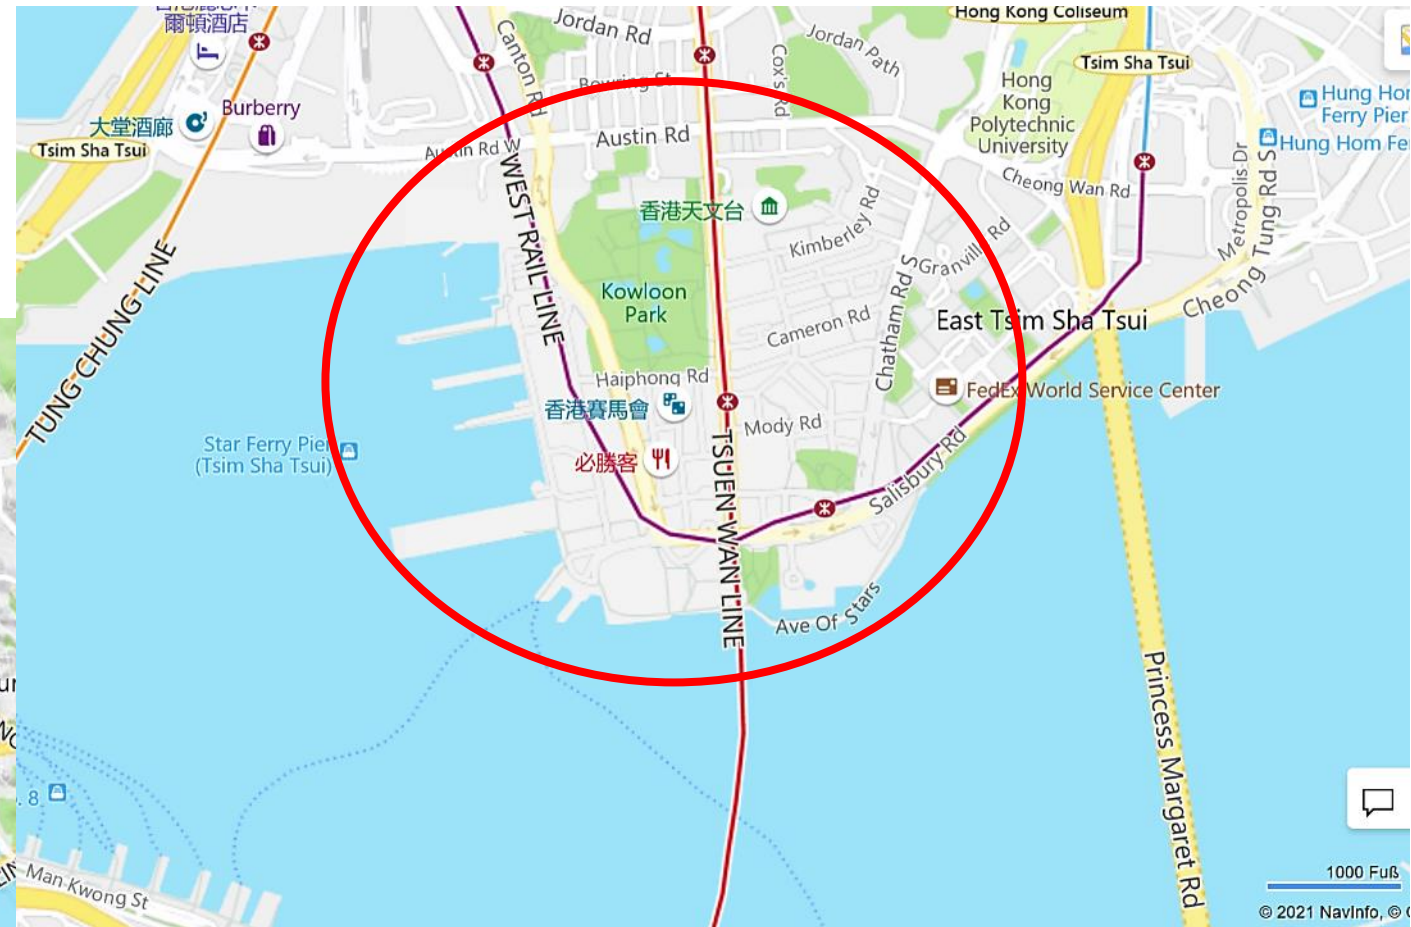 爾頓酒店
Jordan Rd
Hong Kong Coliseum
Canton Rd
Cox's Rd
Jordan Path
Tsim Sha Tsui
Bowring St
Hong
Kong
Polytechnic
University
Burberry
大堂酒廊
Tsim Sha Tsui
Austin Rd W
Austin Rd
Hung Hor
Ferry Pier
Hung Hom Fe
Cheong Wan Rd
Metropolis Dr
WEST RAIL LINE
香港天文台
Kimberley Rd
Granville Rd
TUNG CHUNG LINE
Kowloon
Park
Cameron Rd
Chatham Rd S
East Tsim Sha Tsui
Cheong Tung Rd S
Haiphong Rd
香港賽馬會
FedEx World Service Center
Mody Rd
Star Ferry Pier
(Tsim Sha Tsui)
必勝客
TSUEN WAN LINE
Salisbury Rd
Ave Of Stars
Princess Margaret Rd
. 8
Man Kwong St
1000 Fuß
© 2021 NavInfo, ©